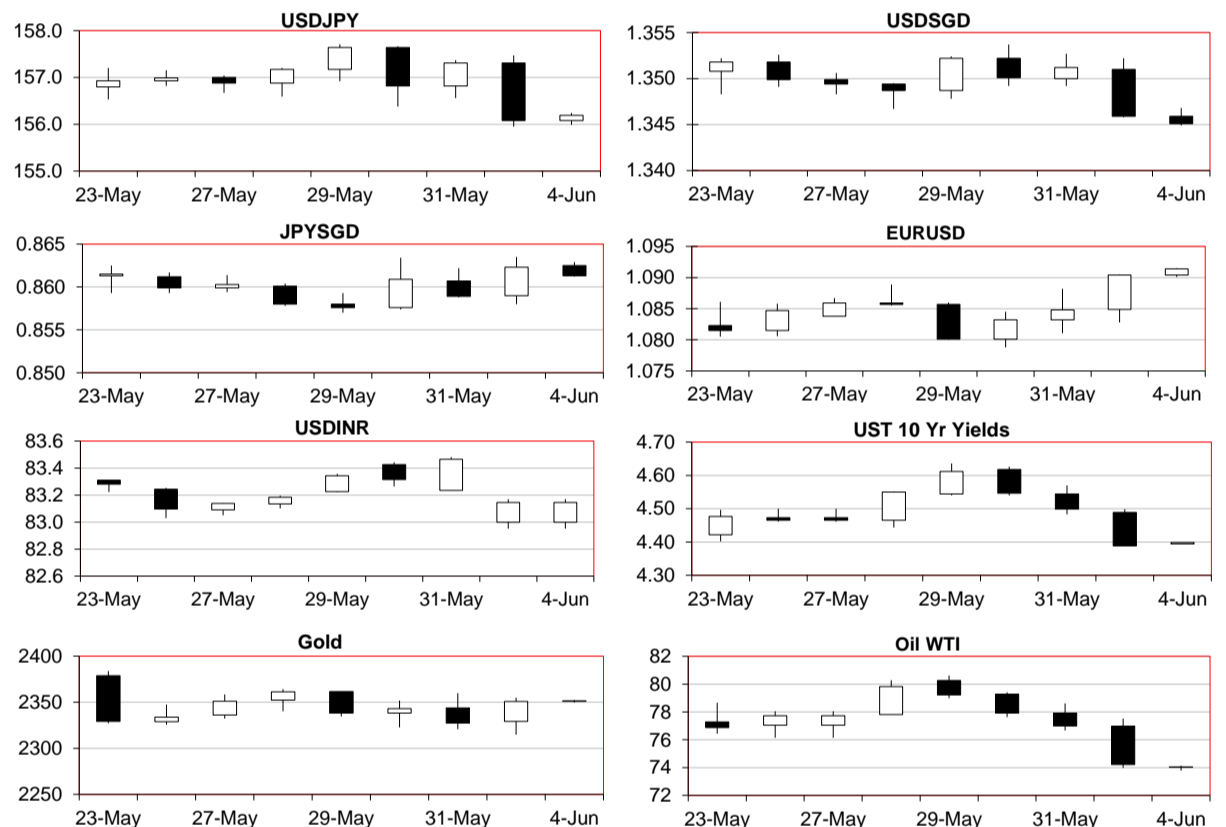 USDJPY
158.0
157.0
156.0
155.0
23-May 27-May 29-May 31-May 4-Jun
USDSGD
1.355
1.350
1.345
1.340
23-May 27-May 29-May 31-May 4-Jun
JPYSGD
0.865
0.860
0.855
0.850
23-May 27-May 29-May 31-May 4-Jun
EURUSD
1.095
1.090
1.085
1.080
1.075
23-May 27-May 29-May 31-May 4-Jun
USDINR
83.6
83.4
83.2
83.0
82.8
82.6
23-May 27-May 29-May 31-May 4-Jun
UST 10 Yr Yields
4.70
4.60
4.50
4.40
4.30
23-May 27-May 29-May 31-May 4-Jun
Gold
2400
2350
2300
2250
23-May 27-May 29-May 31-May 4-Jun
Oil WTI
82
80
78
76
74
72
23-May 27-May 29-May 31-May 4-Jun